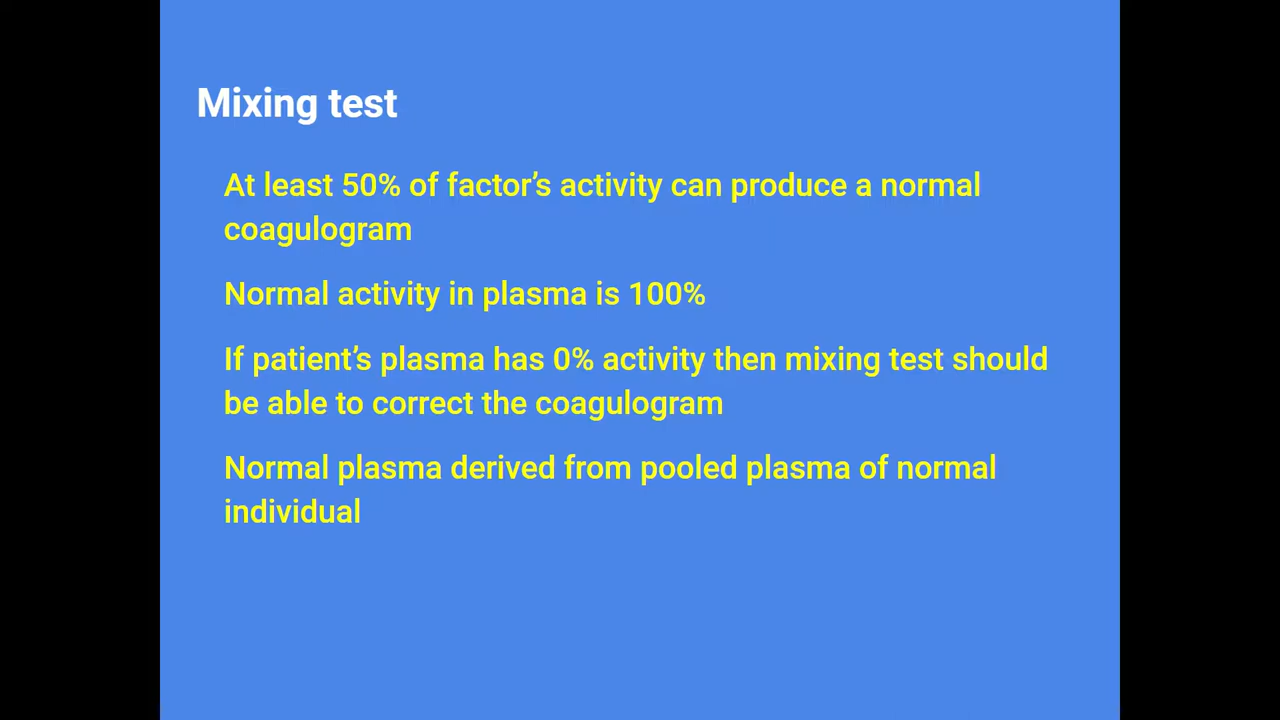 Mixing test
At least 50% of factor’s activity can produce a normal
coagulogram
Normal activity in plasma is 100%
If patient’s plasma has 0% activity then mixing test should
be able to correct the coagulogram
Normal plasma derived from pooled plasma of normal
individual